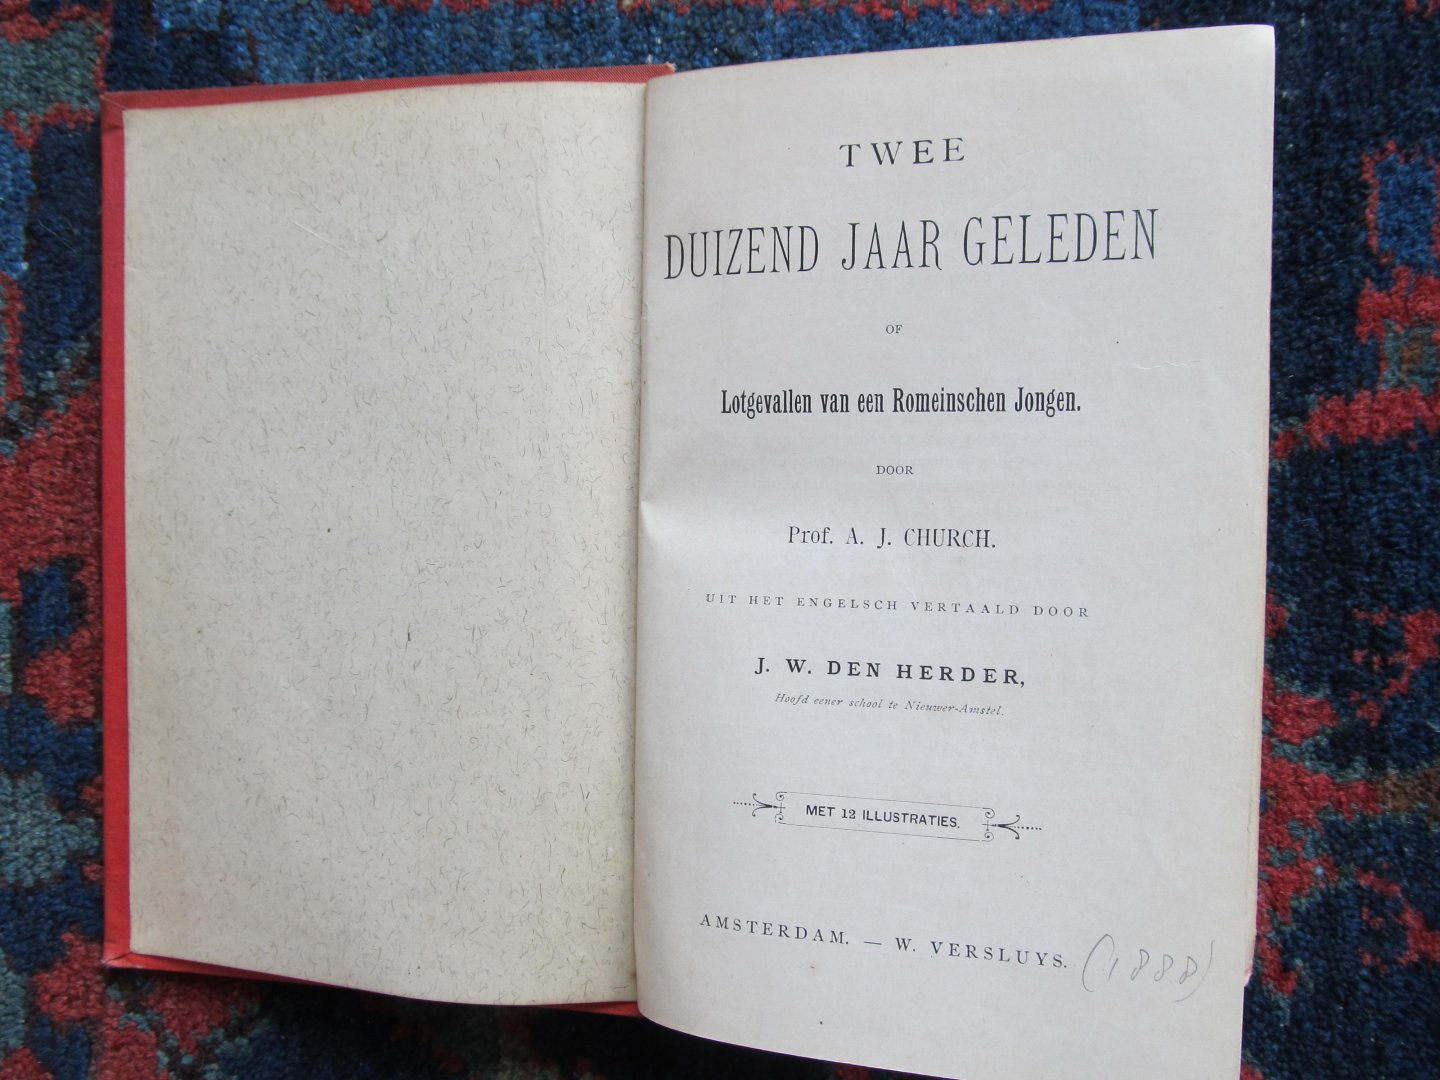 TWEE
DUIZEND JAAR GELEDEN
OF
Lotgevallen van een Romeinschen Jongen.
DOOR
Prof. A. J. CHURCH.
UIT HET ENGELSCH VERTAALD DOOR
J. W. DEN HERDER,
Hoofd eener school te Nieuwer-Amstel.
MET 12 ILLUSTRATIES.
AMSTERDAM. — W. VERSLUYS. (1888)